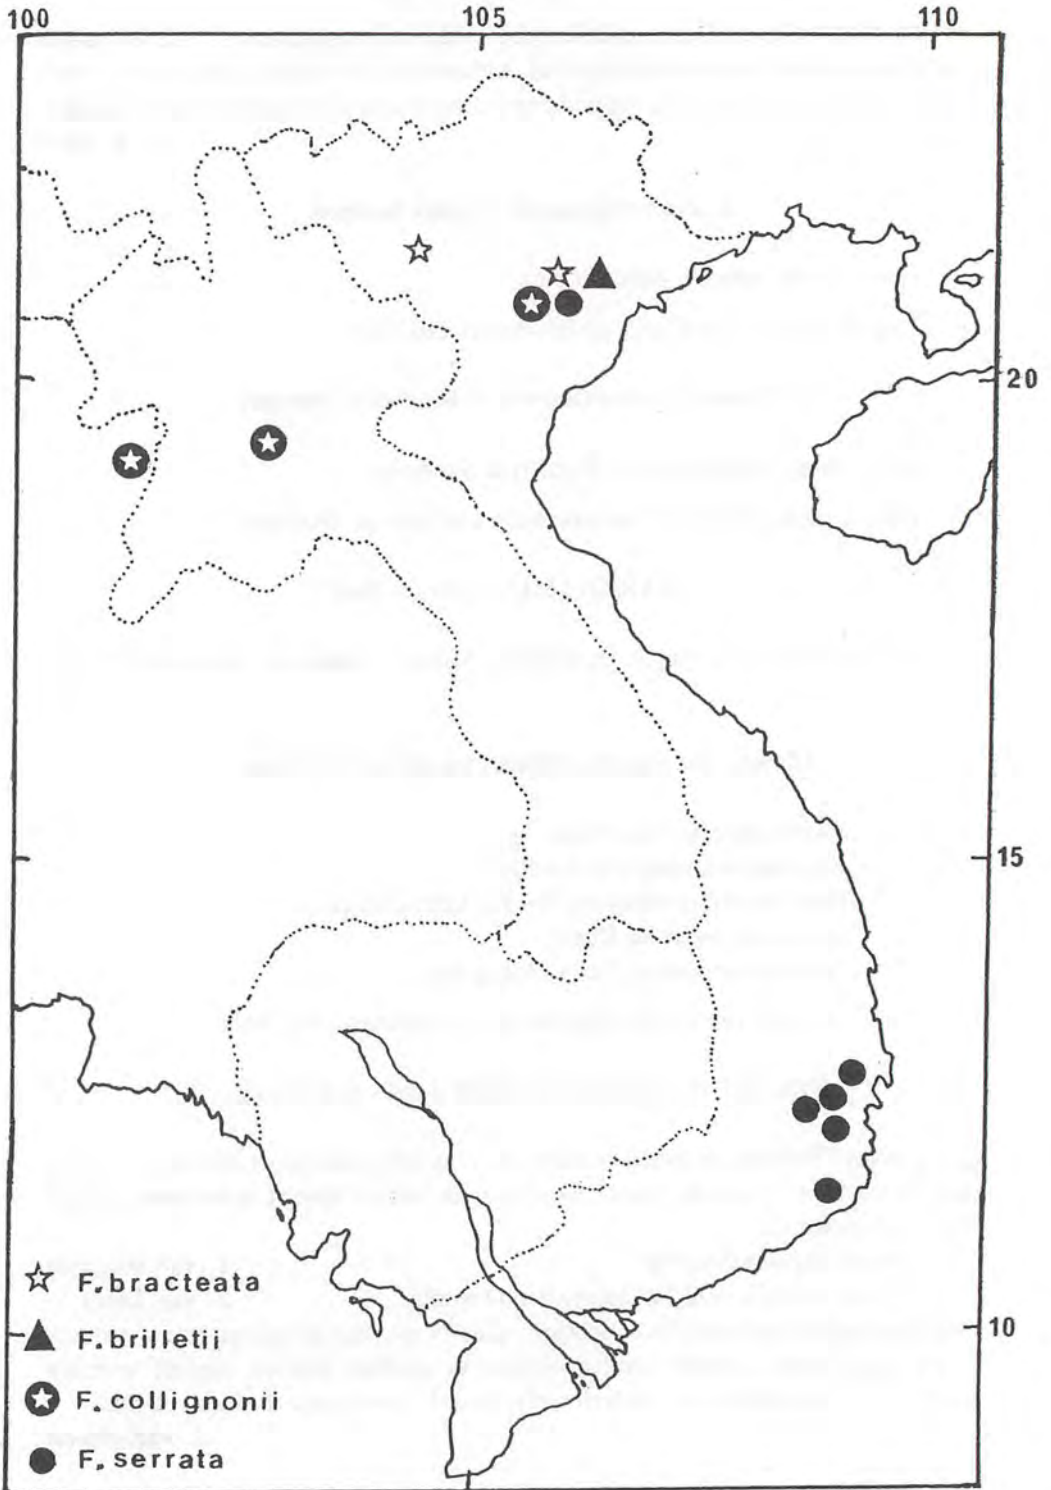 100 105 110
20
15
10
F. bracteata
F. brilletii
F. collignonii
F. serrata